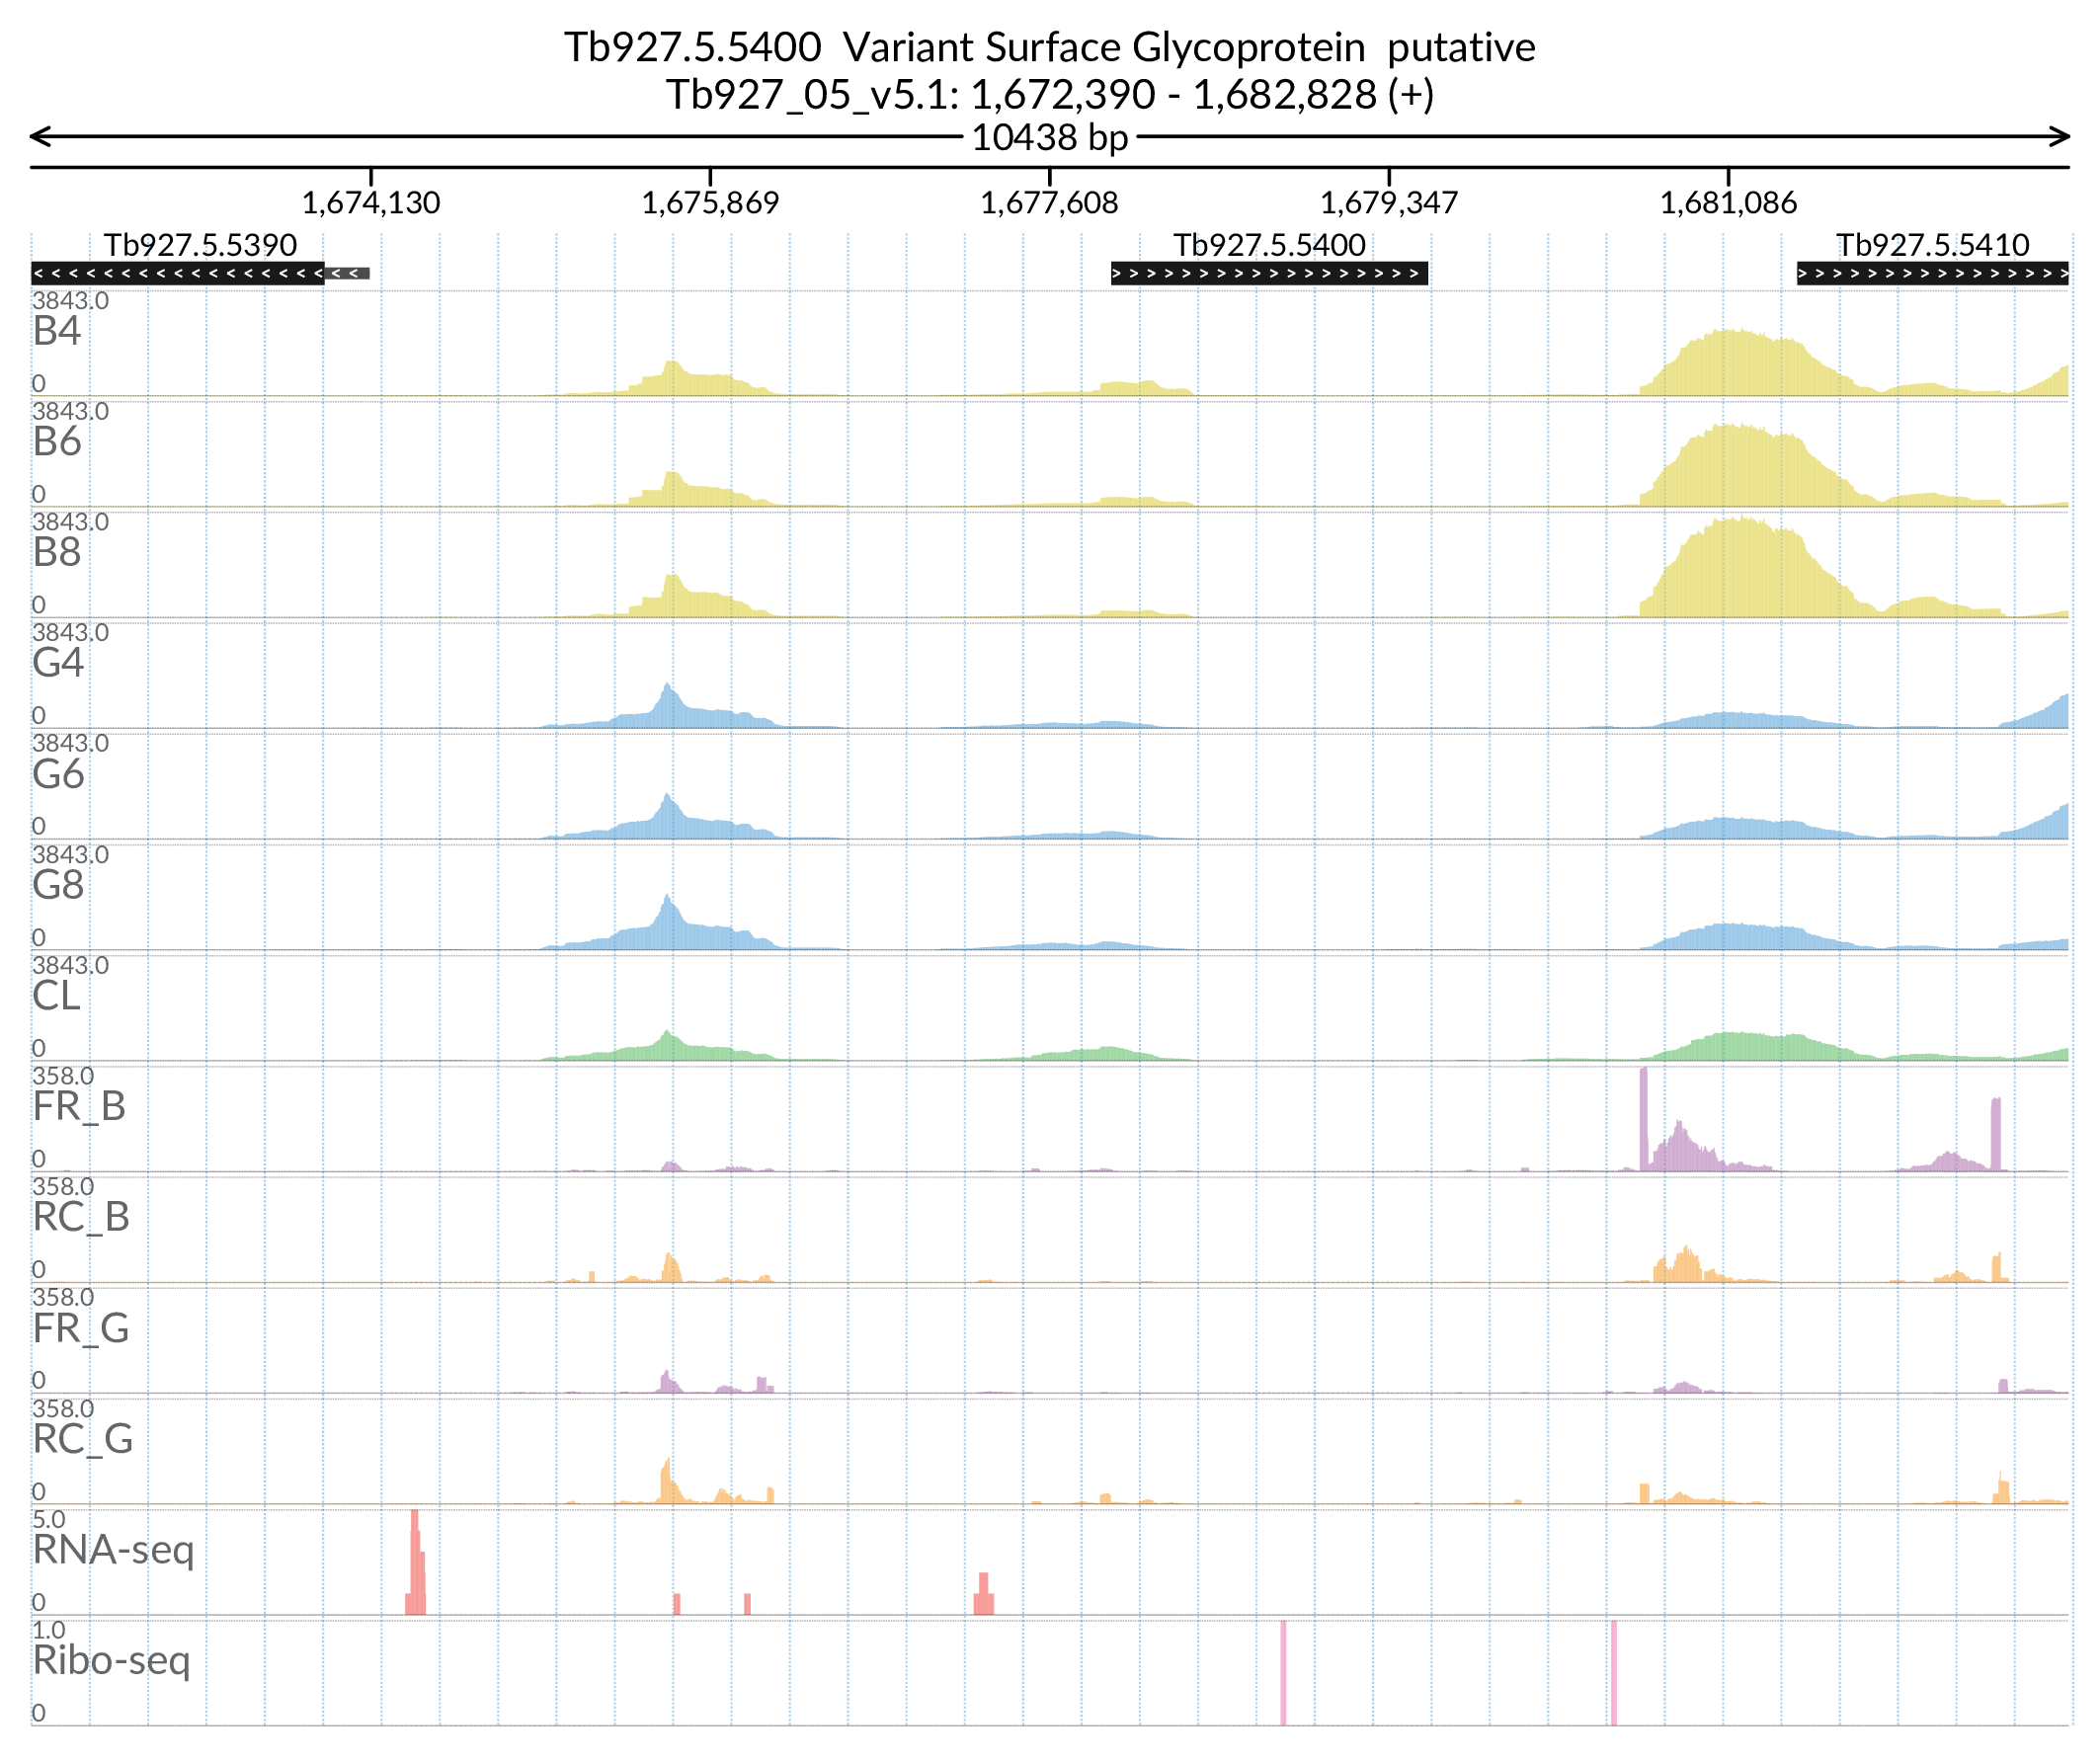 Tb927.5.5400  Variant Surface Glycoprotein  putative
Tb927_05_v5.1: 1,672,390 - 1,682,828 (+)
10438 bp
1,674,130 1,675,869 1,677,608 1,679,347 1,681,086
Tb927.5.5390 Tb927.5.5400 Tb927.5.5410
3843.0
B4
0
3843.0
B6
0
3843.0
B8
0
3843.0
G4
0
3843.0
G6
0
3843.0
G8
0
3843.0
CL
0
358.0
FR_B
0
358.0
RC_B
0
358.0
FR_G
0
358.0
RC_G
0
5.0
RNA-seq
0
1.0
Ribo-seq
0